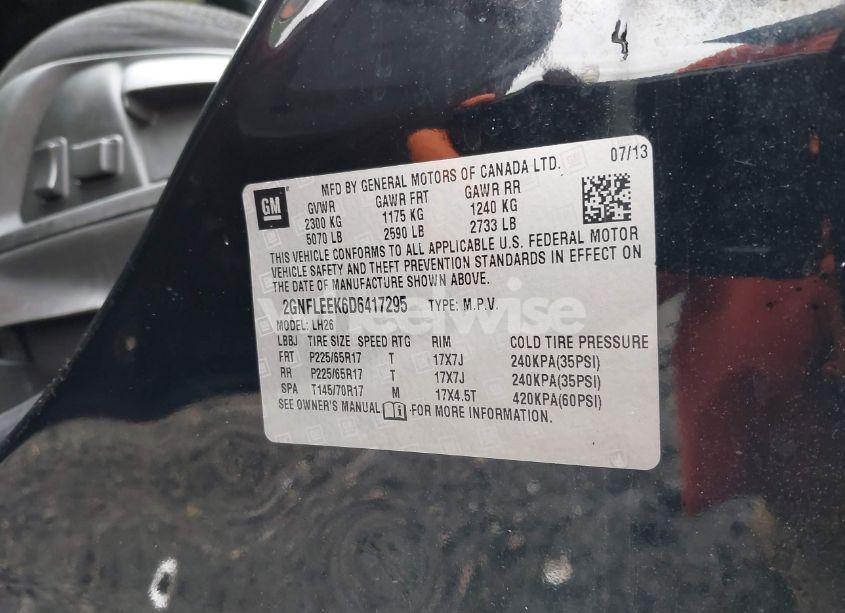 4
07/13
GM
MFD BY GENERAL MOTORS OF CANADA LTD.
GVWR GAWR FRT GAWR RR
2300 KG 1175 KG 1240 KG
5070 LB 2590 LB 2733 LB
THIS VEHICLE CONFORMS TO ALL APPLICABLE U.S. FEDERAL MOTOR
VEHICLE SAFETY AND THEFT PREVENTION STANDARDS IN EFFECT ON
THE DATE OF MANUFACTURE SHOWN ABOVE.
2GNFLEEK6D6417295 TYPE: M.P.V.
MODEL: LH26
LBBJ TIRE SIZE SPEED RTG RIM COLD TIRE PRESSURE
FRT P225/65R17 T 17X7J 240KPA(35PSI)
RR P225/65R17 T 17X7J 240KPA(35PSI)
SPA T145/70R17 M 17X4.5T 420KPA(60PSI)
SEE OWNER'S MANUAL FOR MORE INFORMATION.